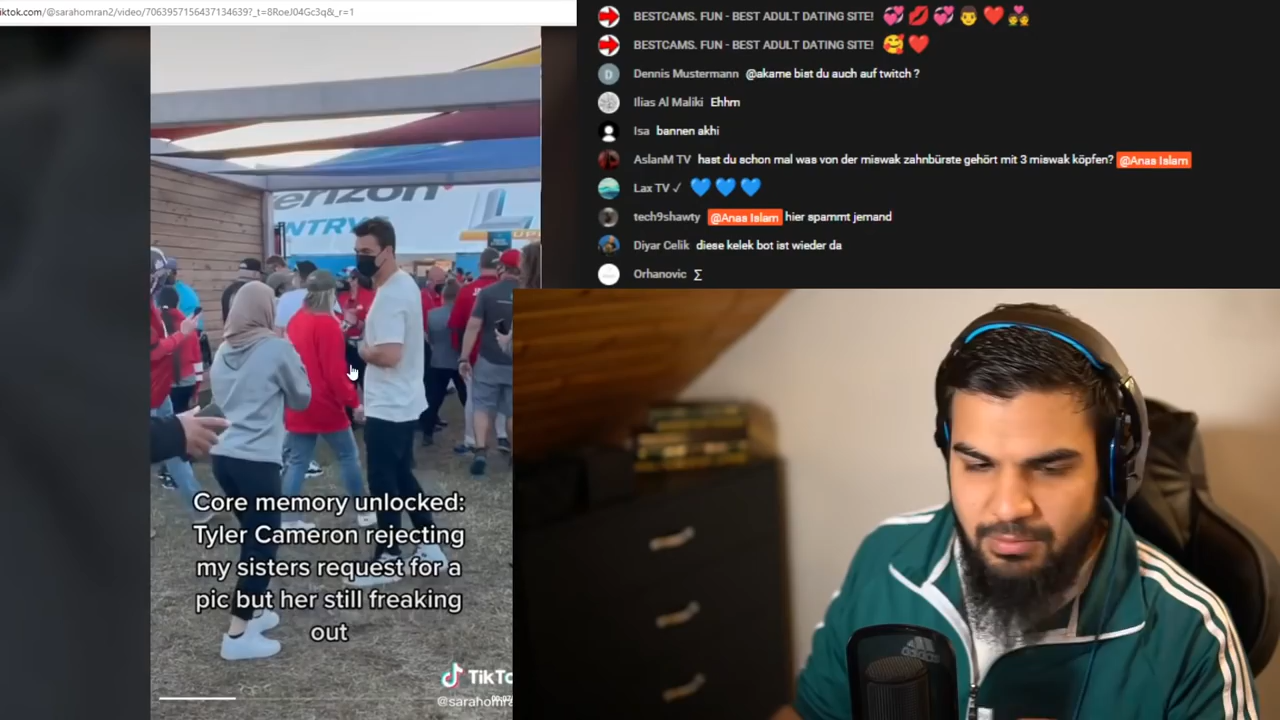 iktok.com/@sarahomran2/video/7063957156437134639?_t=8RoeJ04Gc3q&_r=1
BESTCAMS. FUN - BEST ADULT DATING SITE! 💞 💋 💞 👨 ❤️ 💑
BESTCAMS. FUN - BEST ADULT DATING SITE! 🥰 ❤️
D Dennis Mustermann @akame bist du auch auf twitch ?
Ilias Al Maliki Ehhm
Isa bannen akhi
AslanM TV hast du schon mal was von der miswak zahnbürste gehört mit 3 miswak köpfen? @Anas Islam
Lax TV ✓ 💙 💙 💙
tech9shawty @Anas Islam hier spammt jemand
Diyar Celik diese kelek bot ist wieder da
Orhanovic ∑
erizon
NTRY
Core memory unlocked:
Tyler Cameron rejecting
my sisters request for a
pic but her still freaking
out
TikTo
@sarahomra
adidas